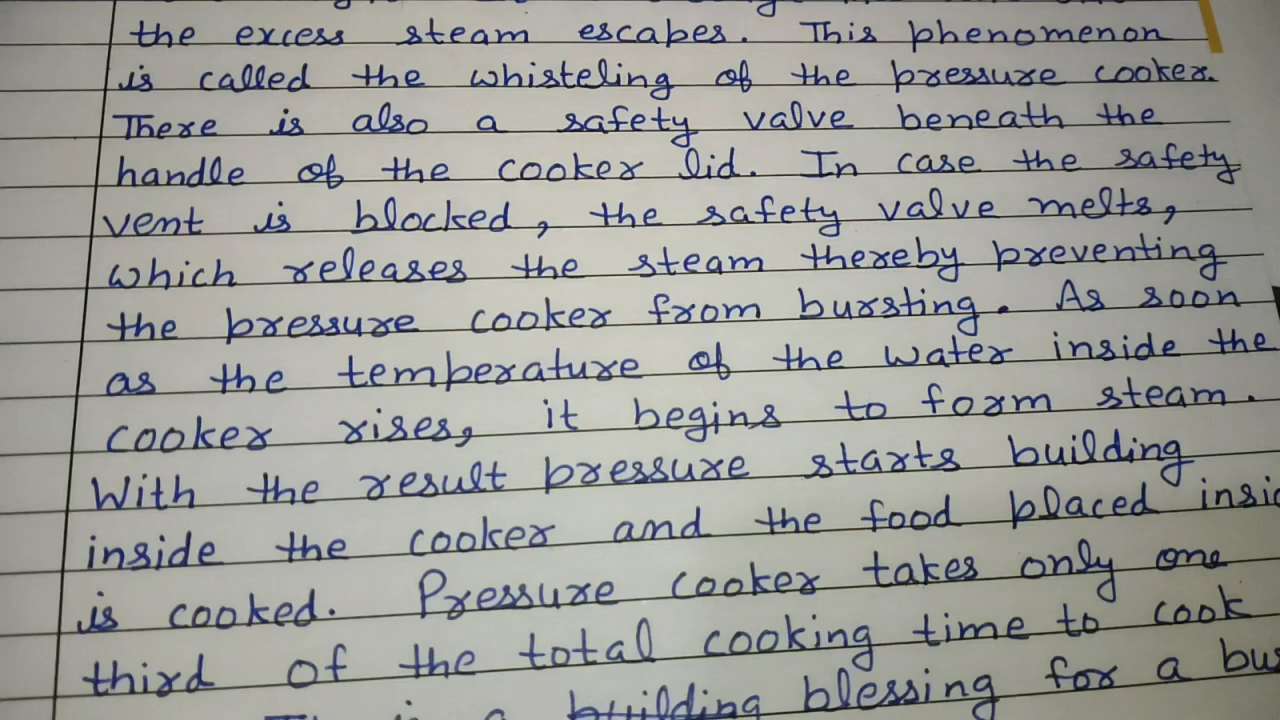 the excess steam escapes. This phenomenon
is called the whisteling of the pressure cooker.
There is also a safety valve beneath the
handle of the cooker lid. In case the safety
vent is blocked, the safety valve melts,
which releases the steam thereby preventing
the pressure cooker from bursting. As soon
as the temperature of the water inside the
cooker rises, it begins to form steam.
With the result pressure starts building
inside the cooker and the food placed insid
is cooked. Pressure cooker takes only one
third of the total cooking time to cook
a building blessing for a bus